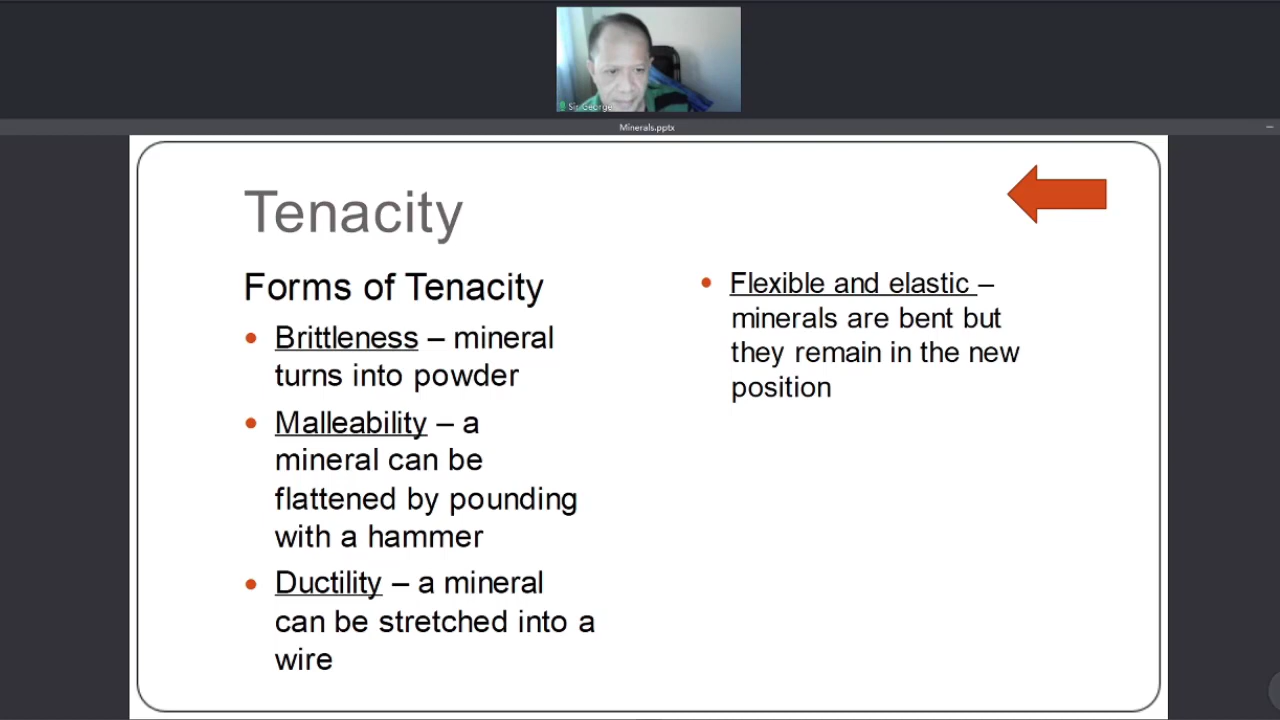 Sir George
Minerals.pptx
Tenacity
Forms of Tenacity
Brittleness – mineral
turns into powder
Malleability – a
mineral can be
flattened by pounding
with a hammer
Ductility – a mineral
can be stretched into a
wire
Flexible and elastic –
minerals are bent but
they remain in the new
position